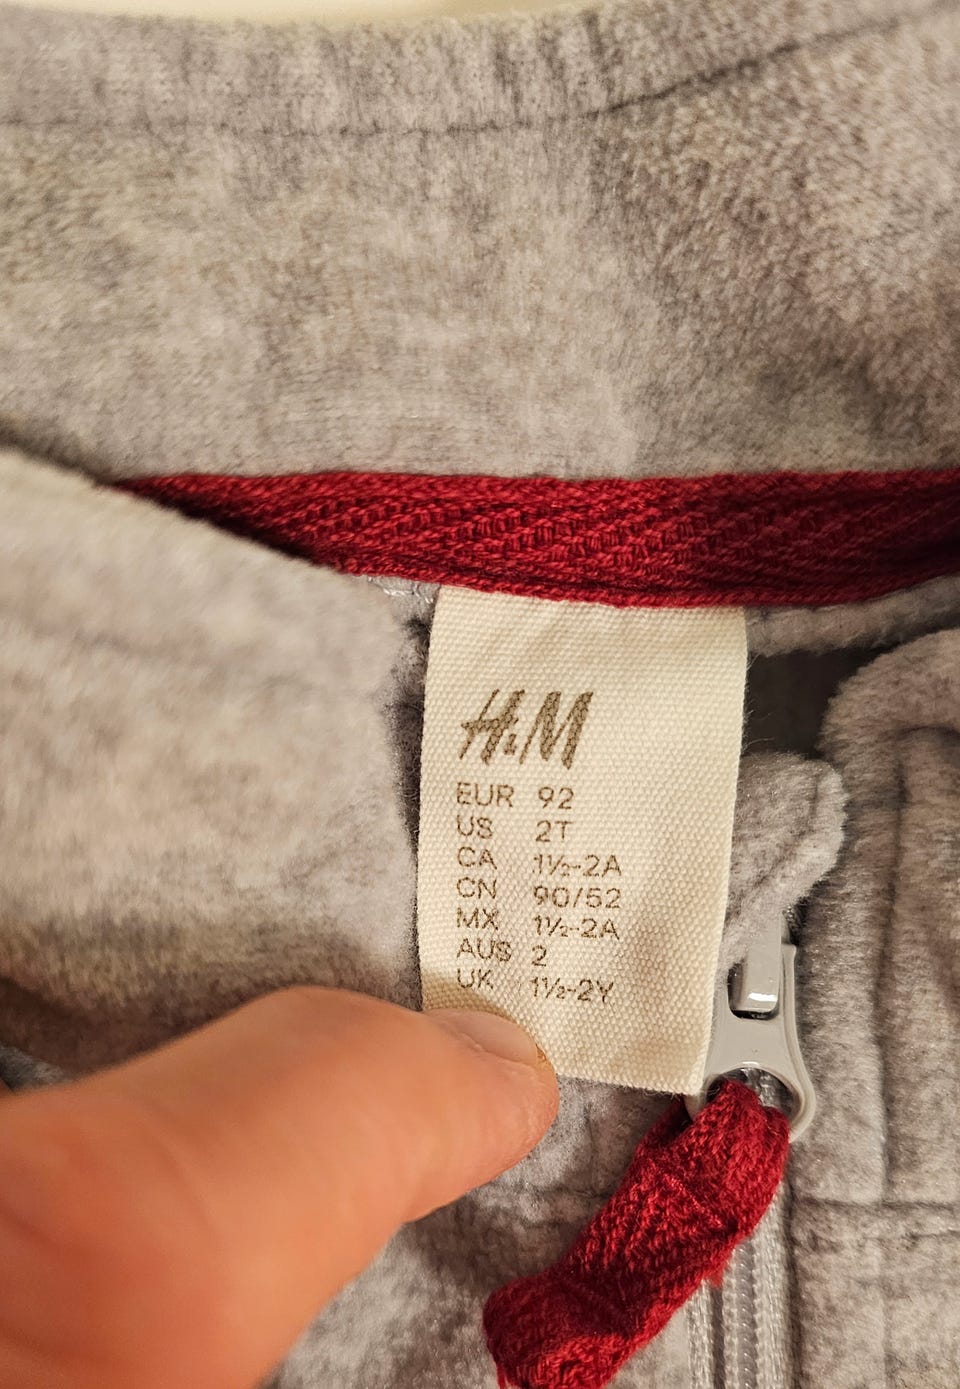 H&M
EUR 92
US 2T
CA 1½-2A
CN 90/52
MX 1½-2A
AUS 2
UK 1½-2Y